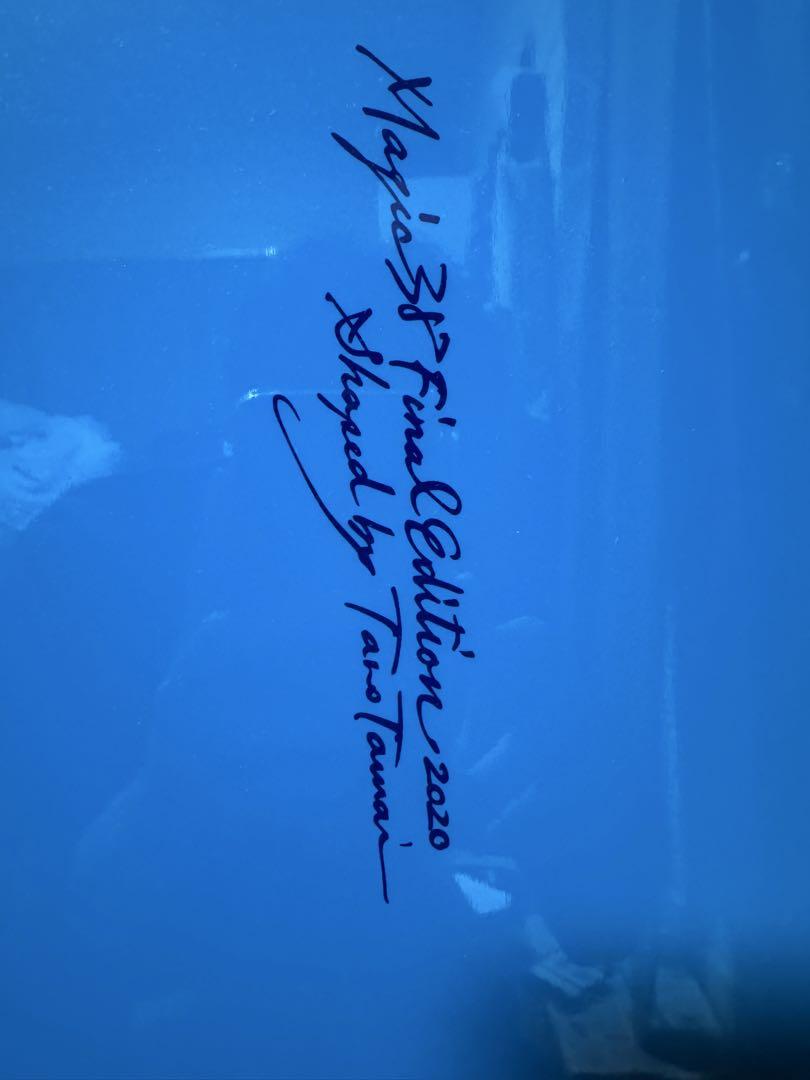 Magic 38" Final Edition 2020
Shaped by Taro Tamai